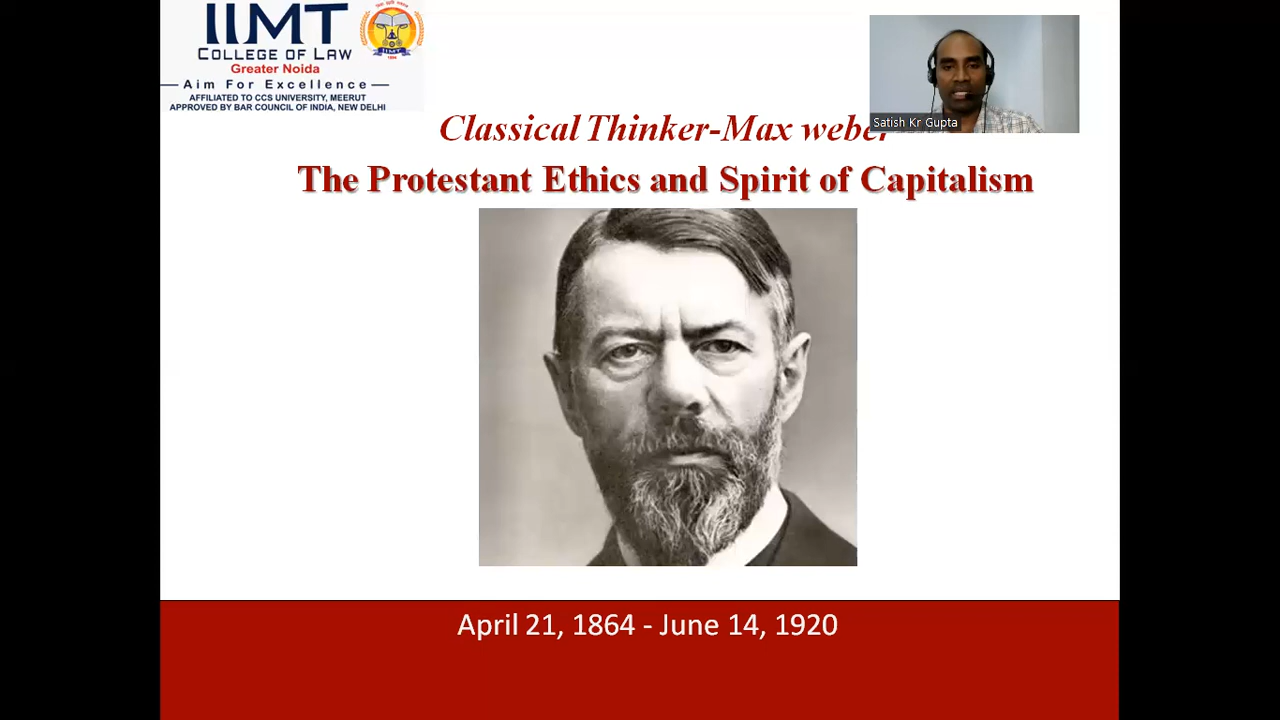 IIMT
COLLEGE OF LAW
Greater Noida
Aim For Excellence
AFFILIATED TO CCS UNIVERSITY, MEERUT
APPROVED BY BAR COUNCIL OF INDIA, NEW DELHI
IIMT
Satish Kr Gupta
Classical Thinker-Max weber
The Protestant Ethics and Spirit of Capitalism
April 21, 1864 - June 14, 1920